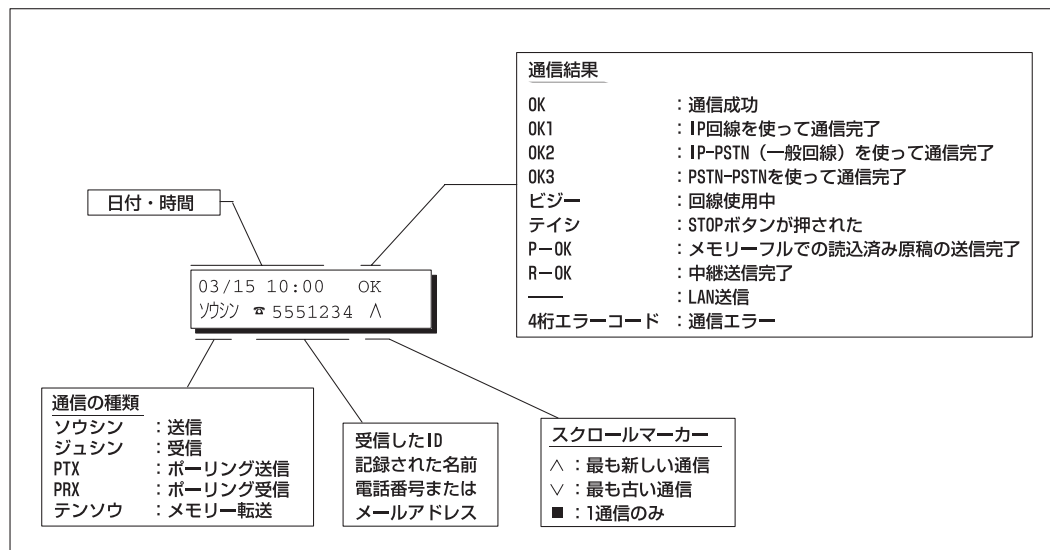 通信結果
OK : 通信成功
OK1 : IP回線を使って通信完了
OK2 : IP-PSTN（一般回線）を使って通信完了
OK3 : PSTN-PSTNを使って通信完了
ビジー : 回線使用中
テイシ : STOPボタンが押された
P－OK : メモリーフルでの読込済み原稿の送信完了
R－OK : 中継送信完了
── : LAN送信
4桁エラーコード : 通信エラー
日付・時間
03/15 10:00 OK
ソウシン ☎ 5551234 ∧
通信の種類
ソウシン : 送信
ジュシン : 受信
PTX : ポーリング送信
PRX : ポーリング受信
テンソウ : メモリー転送
受信したID
記録された名前
電話番号または
メールアドレス
スクロールマーカー
∧ : 最も新しい通信
∨ : 最も古い通信
■ : 1通信のみ